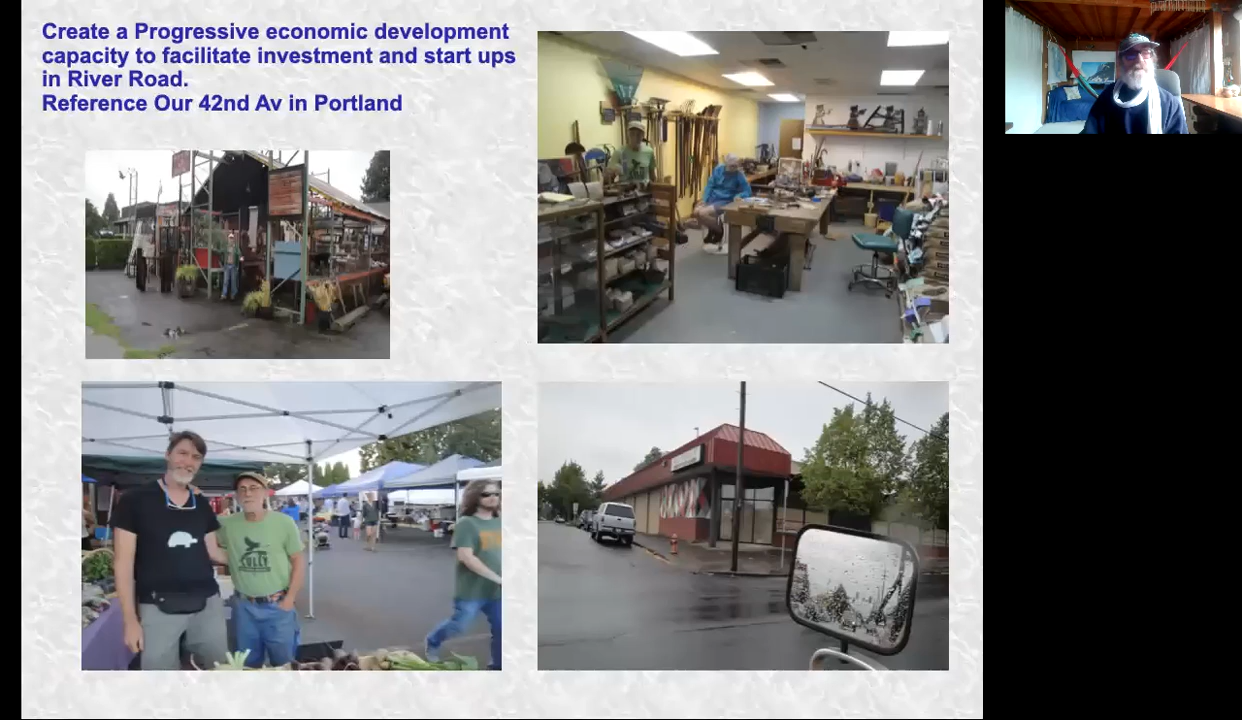 Create a Progressive economic development
capacity to facilitate investment and start ups
in River Road.
Reference Our 42nd Av in Portland
CULLY